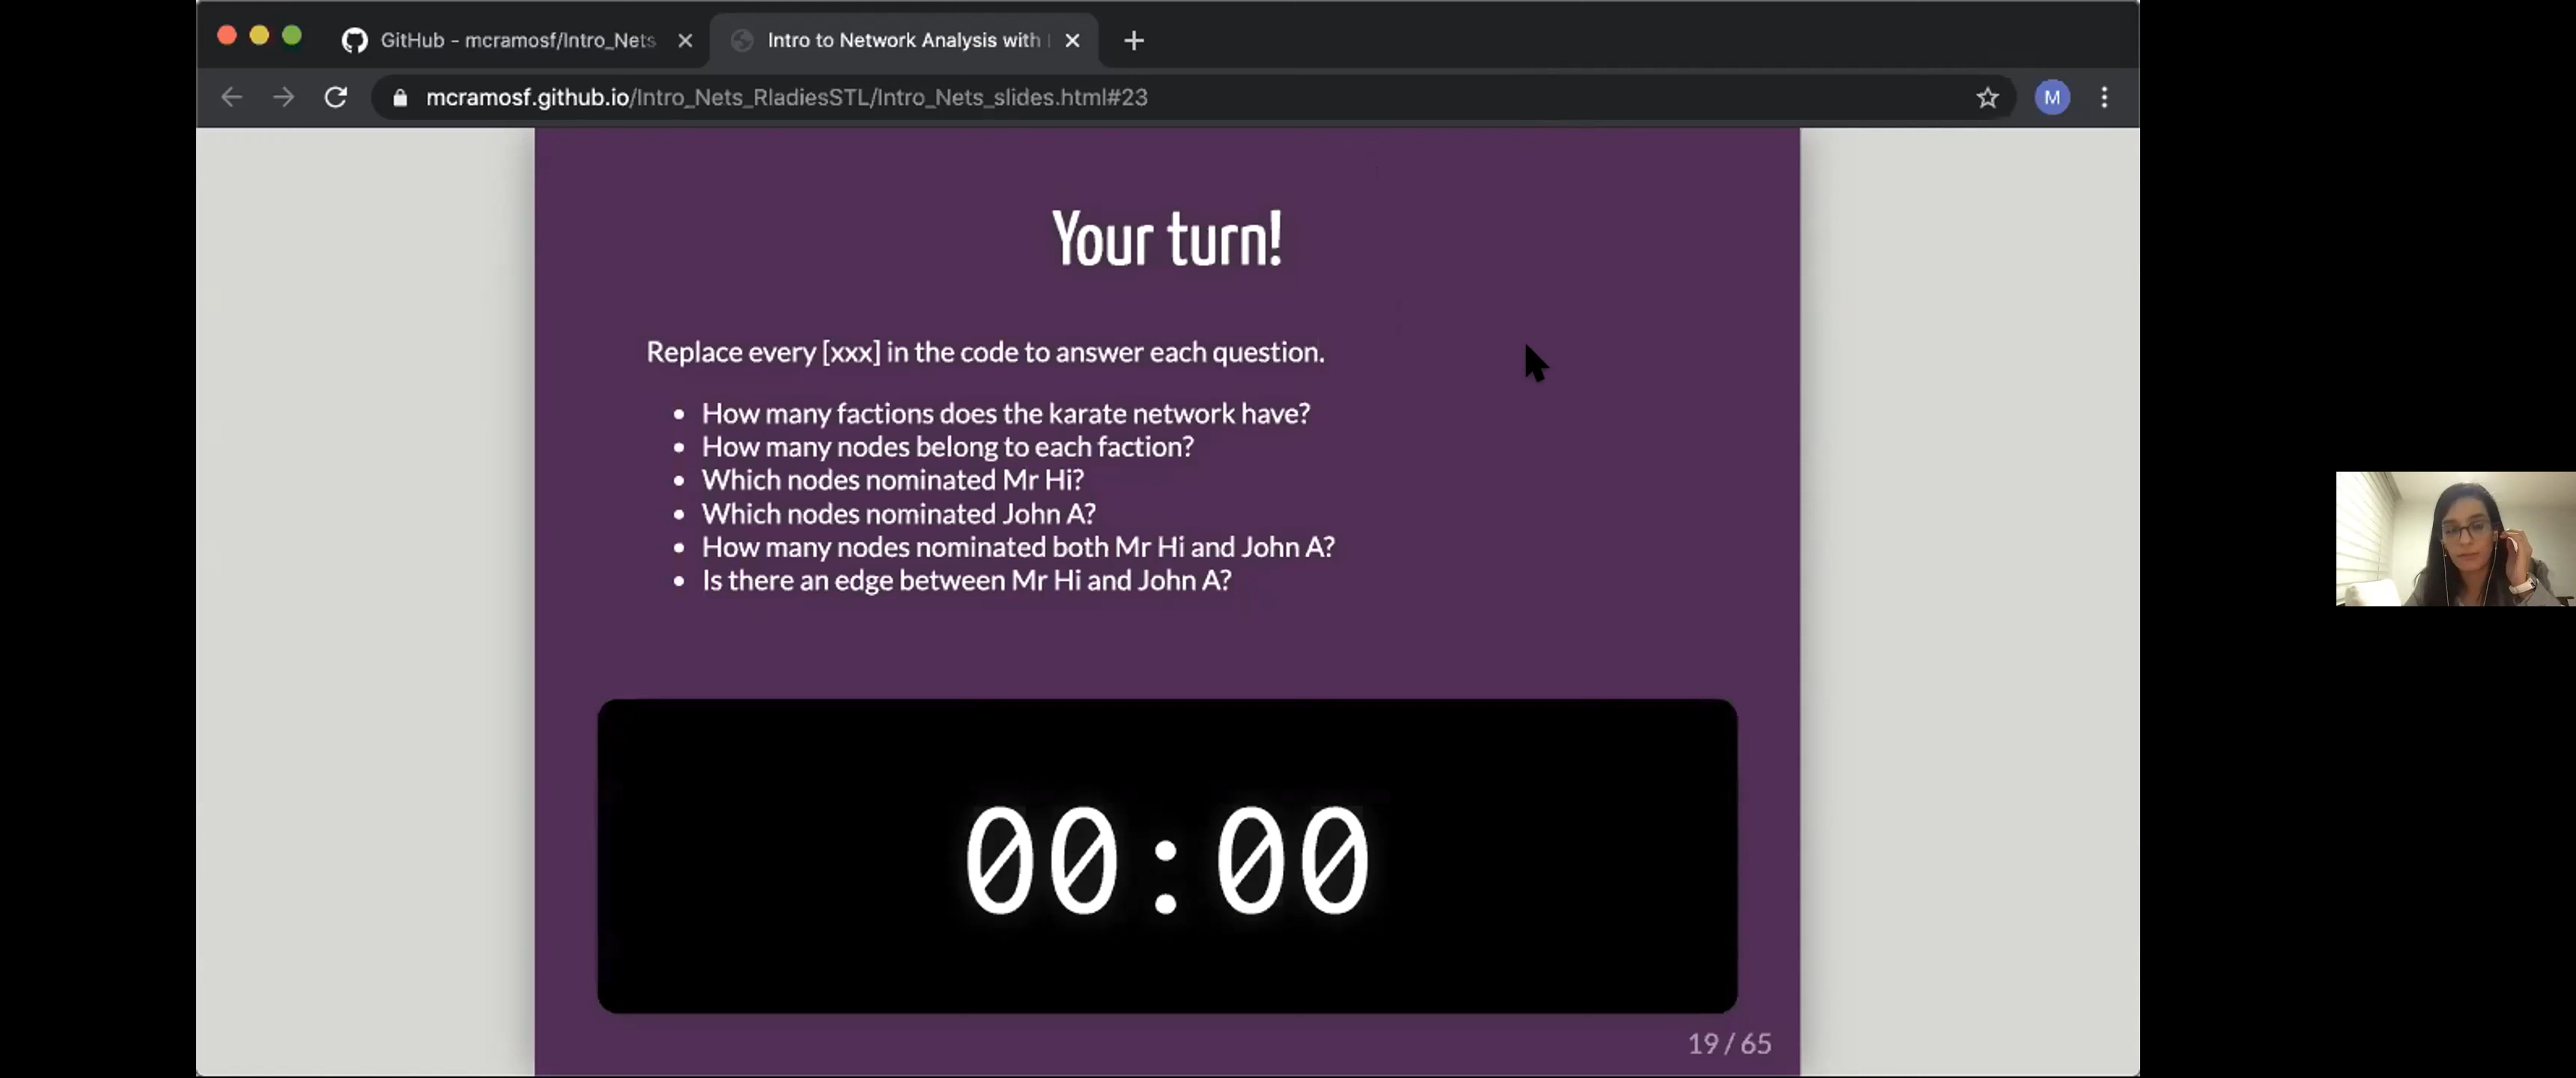 GitHub - mcramosf/Intro_Nets
Intro to Network Analysis with
mcramosf.github.io/Intro_Nets_RladiesSTL/Intro_Nets_slides.html#23
M
Your turn!
Replace every [xxx] in the code to answer each question.
• How many factions does the karate network have?
• How many nodes belong to each faction?
• Which nodes nominated Mr Hi?
• Which nodes nominated John A?
• How many nodes nominated both Mr Hi and John A?
• Is there an edge between Mr Hi and John A?
00:00
19 / 65